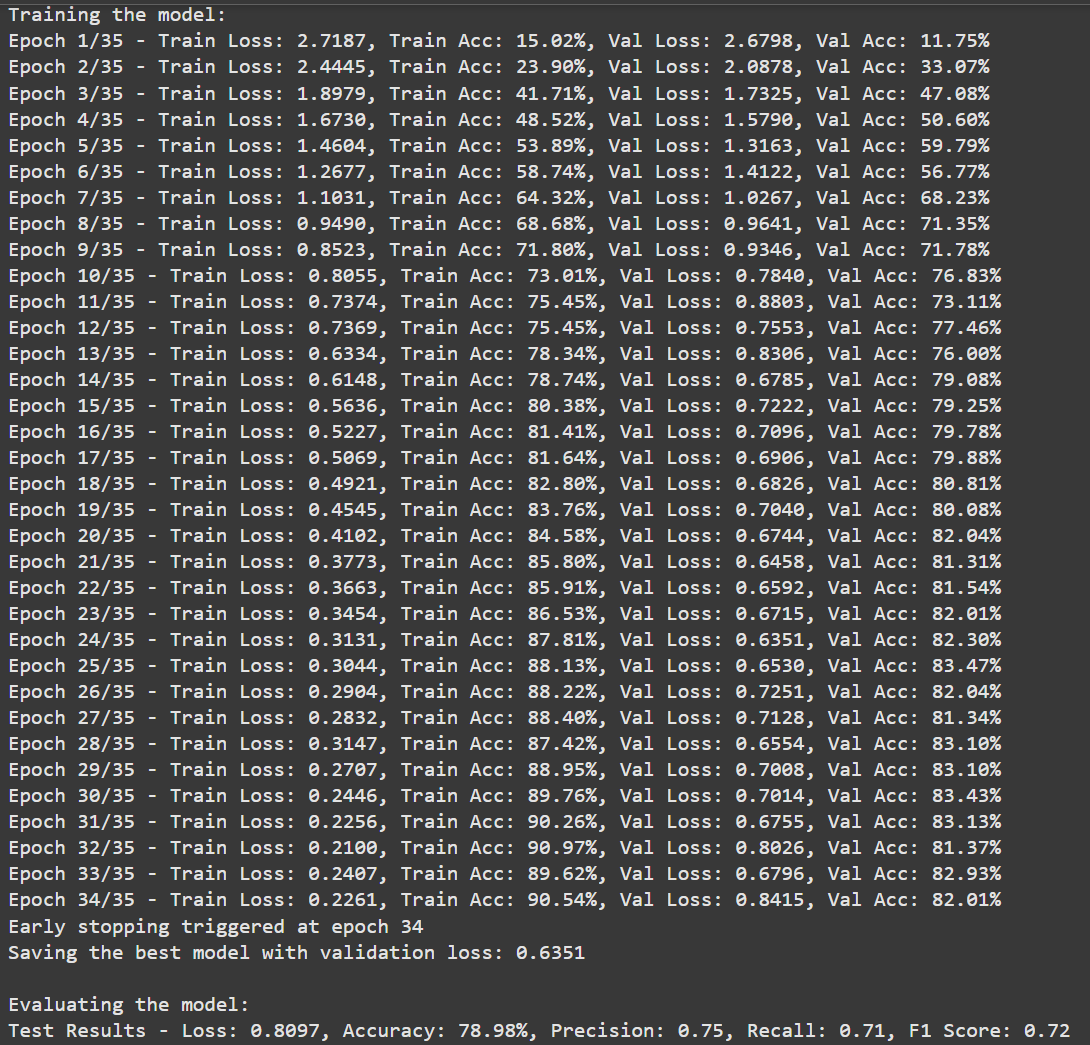 Training the model:
Epoch 1/35 - Train Loss: 2.7187, Train Acc: 15.02%, Val Loss: 2.6798, Val Acc: 11.75%
Epoch 2/35 - Train Loss: 2.4445, Train Acc: 23.90%, Val Loss: 2.0878, Val Acc: 33.07%
Epoch 3/35 - Train Loss: 1.8979, Train Acc: 41.71%, Val Loss: 1.7325, Val Acc: 47.08%
Epoch 4/35 - Train Loss: 1.6730, Train Acc: 48.52%, Val Loss: 1.5790, Val Acc: 50.60%
Epoch 5/35 - Train Loss: 1.4604, Train Acc: 53.89%, Val Loss: 1.3163, Val Acc: 59.79%
Epoch 6/35 - Train Loss: 1.2677, Train Acc: 58.74%, Val Loss: 1.4122, Val Acc: 56.77%
Epoch 7/35 - Train Loss: 1.1031, Train Acc: 64.32%, Val Loss: 1.0267, Val Acc: 68.23%
Epoch 8/35 - Train Loss: 0.9490, Train Acc: 68.68%, Val Loss: 0.9641, Val Acc: 71.35%
Epoch 9/35 - Train Loss: 0.8523, Train Acc: 71.80%, Val Loss: 0.9346, Val Acc: 71.78%
Epoch 10/35 - Train Loss: 0.8055, Train Acc: 73.01%, Val Loss: 0.7840, Val Acc: 76.83%
Epoch 11/35 - Train Loss: 0.7374, Train Acc: 75.45%, Val Loss: 0.8803, Val Acc: 73.11%
Epoch 12/35 - Train Loss: 0.7369, Train Acc: 75.45%, Val Loss: 0.7553, Val Acc: 77.46%
Epoch 13/35 - Train Loss: 0.6334, Train Acc: 78.34%, Val Loss: 0.8306, Val Acc: 76.00%
Epoch 14/35 - Train Loss: 0.6148, Train Acc: 78.74%, Val Loss: 0.6785, Val Acc: 79.08%
Epoch 15/35 - Train Loss: 0.5636, Train Acc: 80.38%, Val Loss: 0.7222, Val Acc: 79.25%
Epoch 16/35 - Train Loss: 0.5227, Train Acc: 81.41%, Val Loss: 0.7096, Val Acc: 79.78%
Epoch 17/35 - Train Loss: 0.5069, Train Acc: 81.64%, Val Loss: 0.6906, Val Acc: 79.88%
Epoch 18/35 - Train Loss: 0.4921, Train Acc: 82.80%, Val Loss: 0.6826, Val Acc: 80.81%
Epoch 19/35 - Train Loss: 0.4545, Train Acc: 83.76%, Val Loss: 0.7040, Val Acc: 80.08%
Epoch 20/35 - Train Loss: 0.4102, Train Acc: 84.58%, Val Loss: 0.6744, Val Acc: 82.04%
Epoch 21/35 - Train Loss: 0.3773, Train Acc: 85.80%, Val Loss: 0.6458, Val Acc: 81.31%
Epoch 22/35 - Train Loss: 0.3663, Train Acc: 85.91%, Val Loss: 0.6592, Val Acc: 81.54%
Epoch 23/35 - Train Loss: 0.3454, Train Acc: 86.53%, Val Loss: 0.6715, Val Acc: 82.01%
Epoch 24/35 - Train Loss: 0.3131, Train Acc: 87.81%, Val Loss: 0.6351, Val Acc: 82.30%
Epoch 25/35 - Train Loss: 0.3044, Train Acc: 88.13%, Val Loss: 0.6530, Val Acc: 83.47%
Epoch 26/35 - Train Loss: 0.2904, Train Acc: 88.22%, Val Loss: 0.7251, Val Acc: 82.04%
Epoch 27/35 - Train Loss: 0.2832, Train Acc: 88.40%, Val Loss: 0.7128, Val Acc: 81.34%
Epoch 28/35 - Train Loss: 0.3147, Train Acc: 87.42%, Val Loss: 0.6554, Val Acc: 83.10%
Epoch 29/35 - Train Loss: 0.2707, Train Acc: 88.95%, Val Loss: 0.7008, Val Acc: 83.10%
Epoch 30/35 - Train Loss: 0.2446, Train Acc: 89.76%, Val Loss: 0.7014, Val Acc: 83.43%
Epoch 31/35 - Train Loss: 0.2256, Train Acc: 90.26%, Val Loss: 0.6755, Val Acc: 83.13%
Epoch 32/35 - Train Loss: 0.2100, Train Acc: 90.97%, Val Loss: 0.8026, Val Acc: 81.37%
Epoch 33/35 - Train Loss: 0.2407, Train Acc: 89.62%, Val Loss: 0.6796, Val Acc: 82.93%
Epoch 34/35 - Train Loss: 0.2261, Train Acc: 90.54%, Val Loss: 0.8415, Val Acc: 82.01%
Early stopping triggered at epoch 34
Saving the best model with validation loss: 0.6351
Evaluating the model:
Test Results - Loss: 0.8097, Accuracy: 78.98%, Precision: 0.75, Recall: 0.71, F1 Score: 0.72